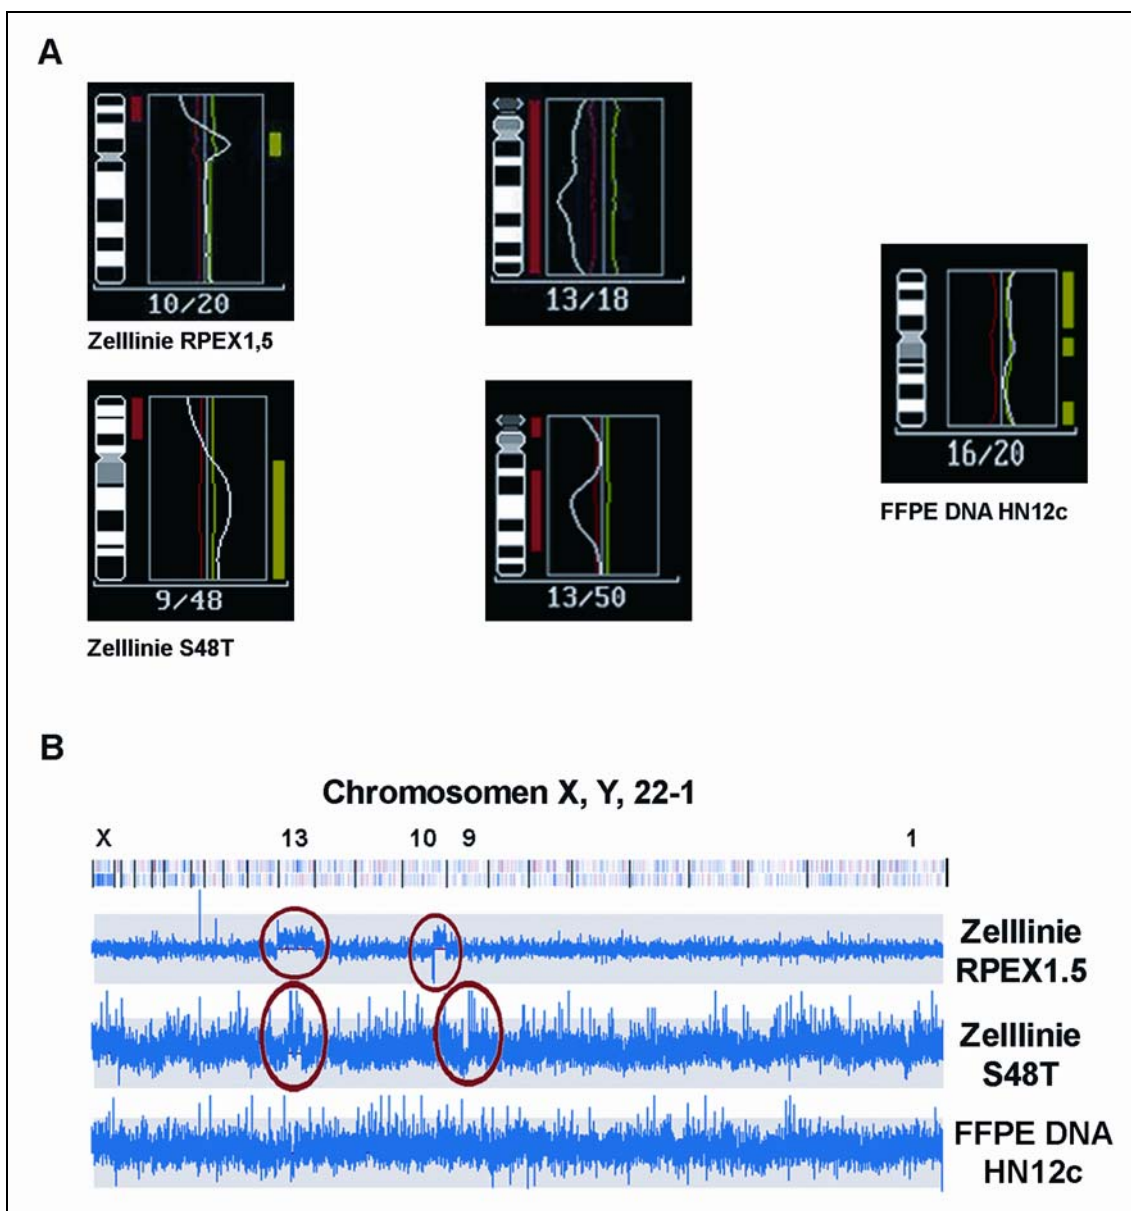 A
10/20
Zelllinie RPEX1,5
13/18
16/20
FFPE DNA HN12c
9/48
Zelllinie S48T
13/50
B
Chromosomen X, Y, 22-1
X 13 10 9 1
Zelllinie
RPEX1.5
Zelllinie
S48T
FFPE DNA
HN12c